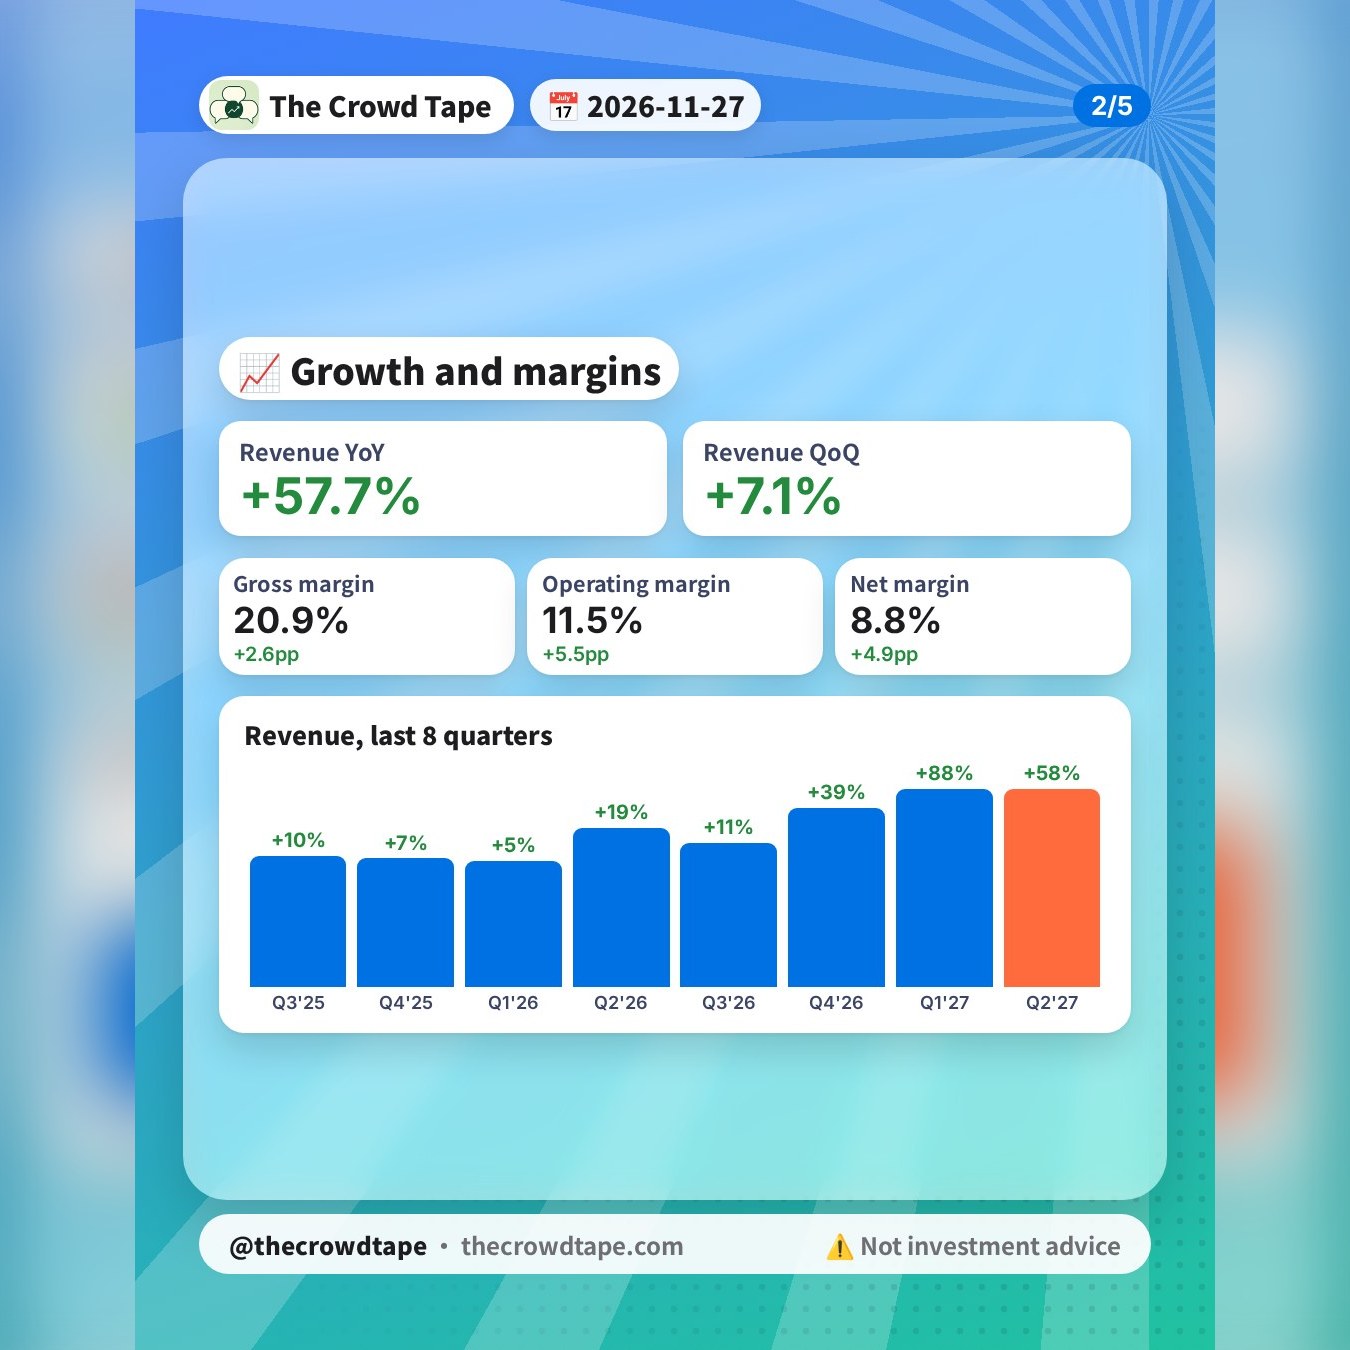 The Crowd Tape
2026-11-27
2/5
Growth and margins
Revenue YoY
+57.7%
Revenue QoQ
+7.1%
Gross margin
20.9%
+2.6pp
Operating margin
11.5%
+5.5pp
Net margin
8.8%
+4.9pp
Revenue, last 8 quarters
+10% +7% +5% +19% +11% +39% +88% +58%
Q3'25 Q4'25 Q1'26 Q2'26 Q3'26 Q4'26 Q1'27 Q2'27
@thecrowdtape • thecrowdtape.com
⚠️ Not investment advice